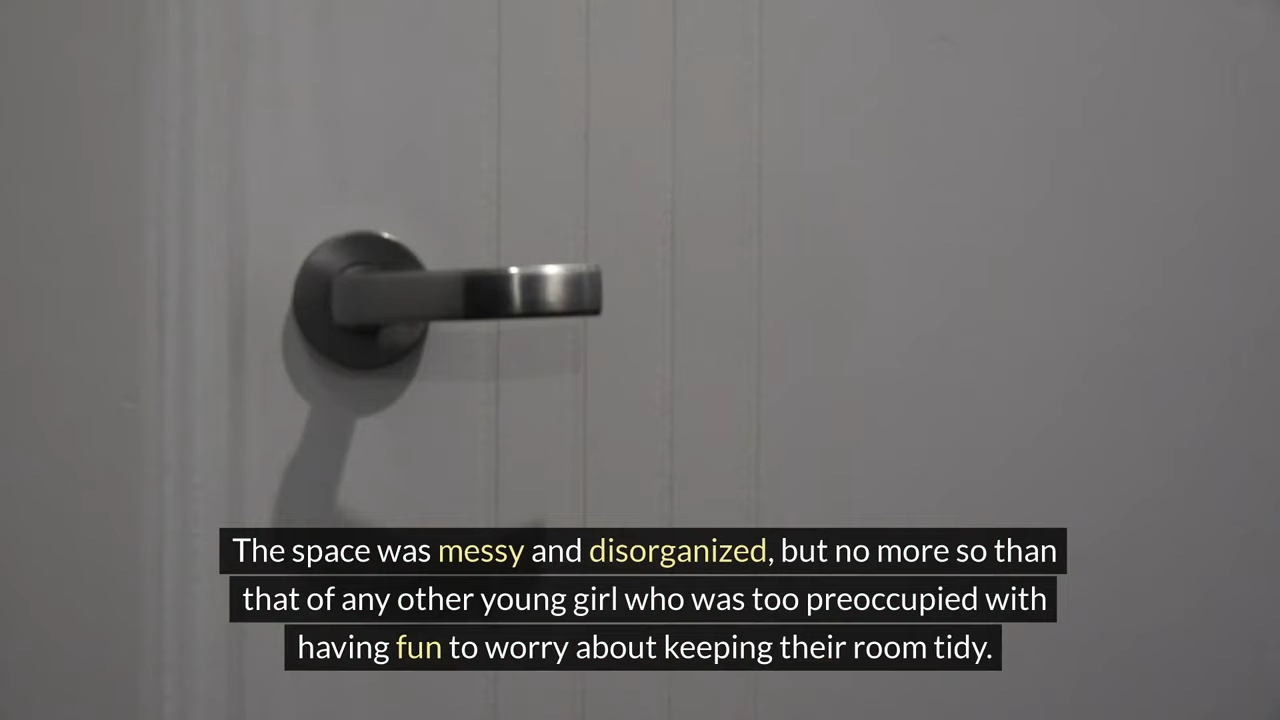 The space was messy and disorganized, but no more so than
that of any other young girl who was too preoccupied with
having fun to worry about keeping their room tidy.